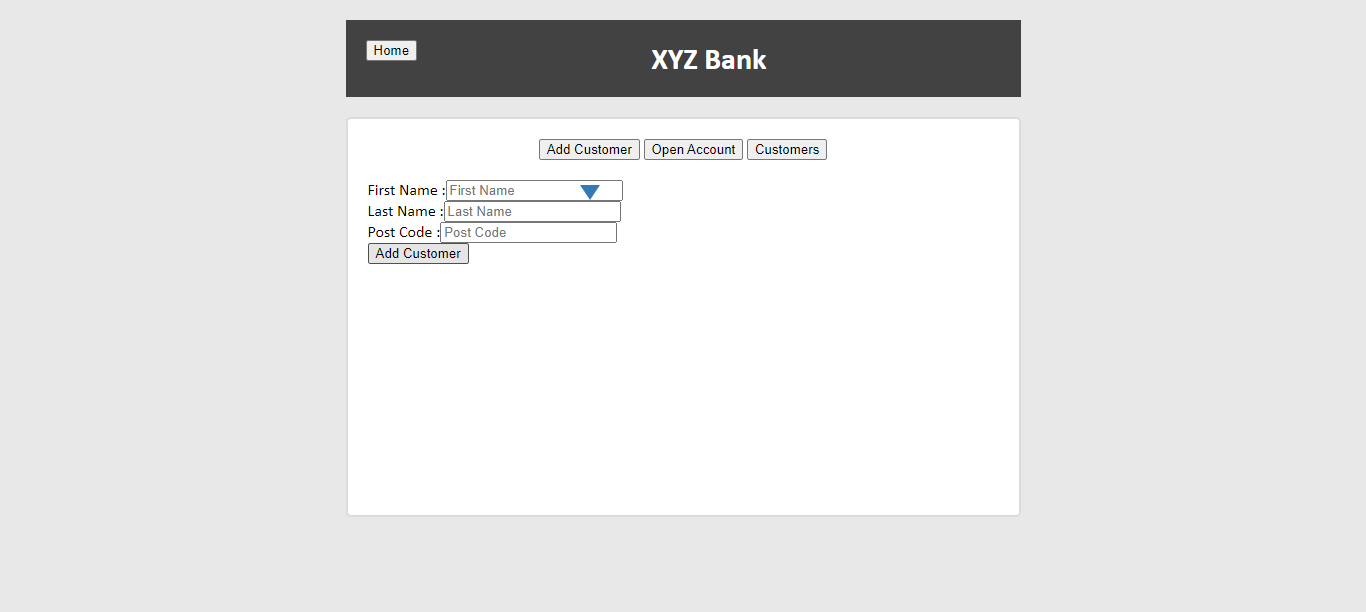 Home
XYZ Bank
Add Customer Open Account Customers
First Name : First Name
Last Name : Last Name
Post Code : Post Code
Add Customer